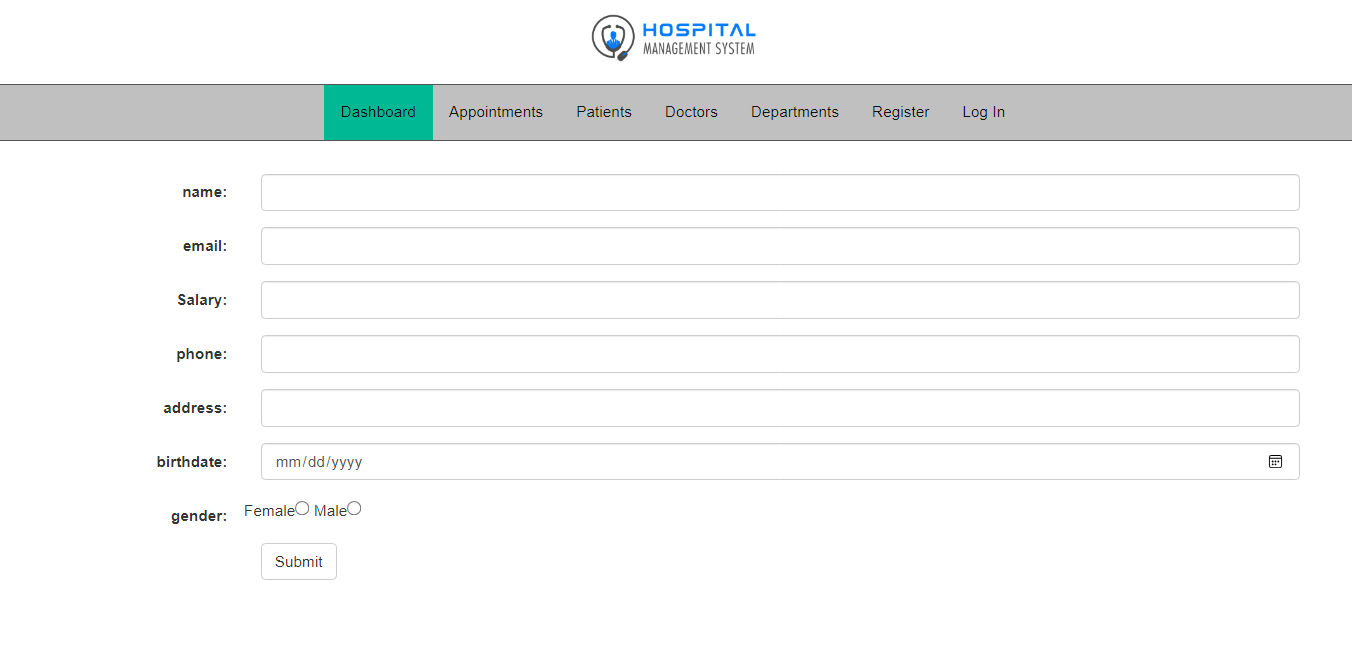 HOSPITAL
MANAGEMENT SYSTEM
Dashboard Appointments Patients Doctors Departments Register Log In
name:
email:
Salary:
phone:
address:
birthdate: mm/dd/yyyy
gender: Female Male
Submit